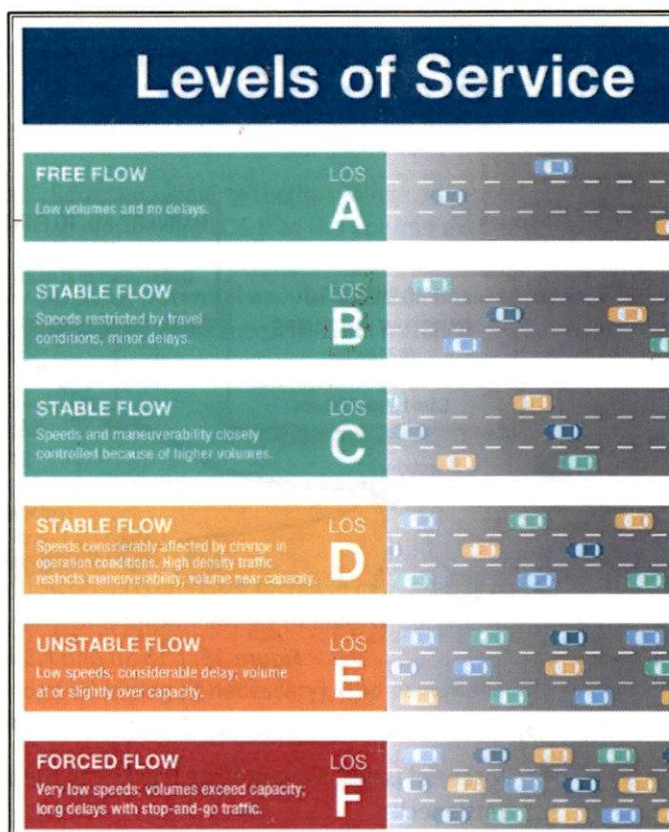 Levels of Service
FREE FLOW LOS
Low volumes and no delays. A
STABLE FLOW LOS
Speeds restricted by travel
conditions, minor delays. B
STABLE FLOW LOS
Speeds and maneuverability closely
controlled because of higher volumes. C
STABLE FLOW LOS
Speeds considerably affected by change in
operation conditions. High density traffic
restricts maneuverability; volume near capacity. D
UNSTABLE FLOW LOS
Low speeds; considerable delay; volume
at or slightly over capacity. E
FORCED FLOW LOS
Very low speeds; volumes exceed capacity;
long delays with stop-and-go traffic. F